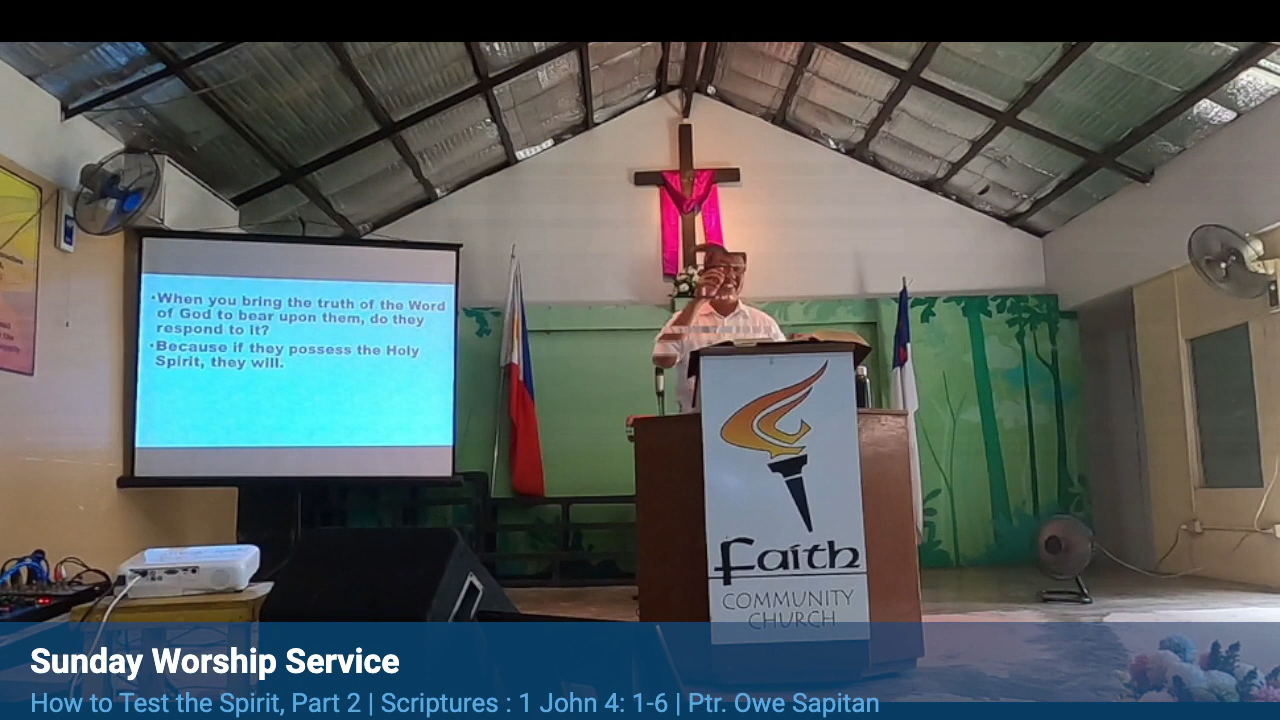 •When you bring the truth of the Word
of God to bear upon them, do they
respond to it?
•Because if they possess the Holy
Spirit, they will.
Faith
COMMUNITY
CHURCH
Sunday Worship Service
How to Test the Spirit, Part 2 | Scriptures : 1 John 4: 1-6 | Ptr. Owe Sapitan